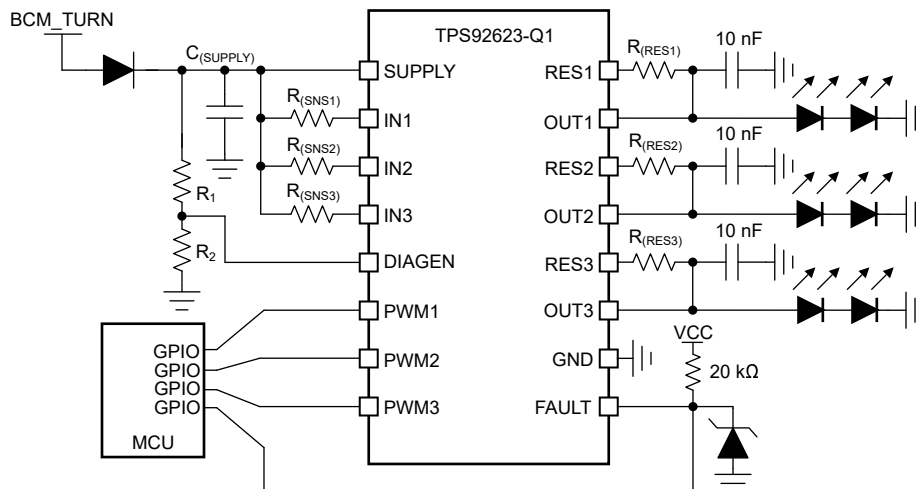 BCM_TURN
C(SUPPLY)
TPS92623-Q1
SUPPLY
RES1
R(RES1)
10 nF
R(SNS1)
IN1
OUT1
10 nF
R(SNS2)
IN2
RES2
R(RES2)
R1
R(SNS3)
IN3
OUT2
10 nF
R2
DIAGEN
RES3
R(RES3)
PWM1
OUT3
VCC
GPIO
GPIO
GPIO
GPIO
MCU
PWM2
GND
20 kΩ
PWM3
FAULT